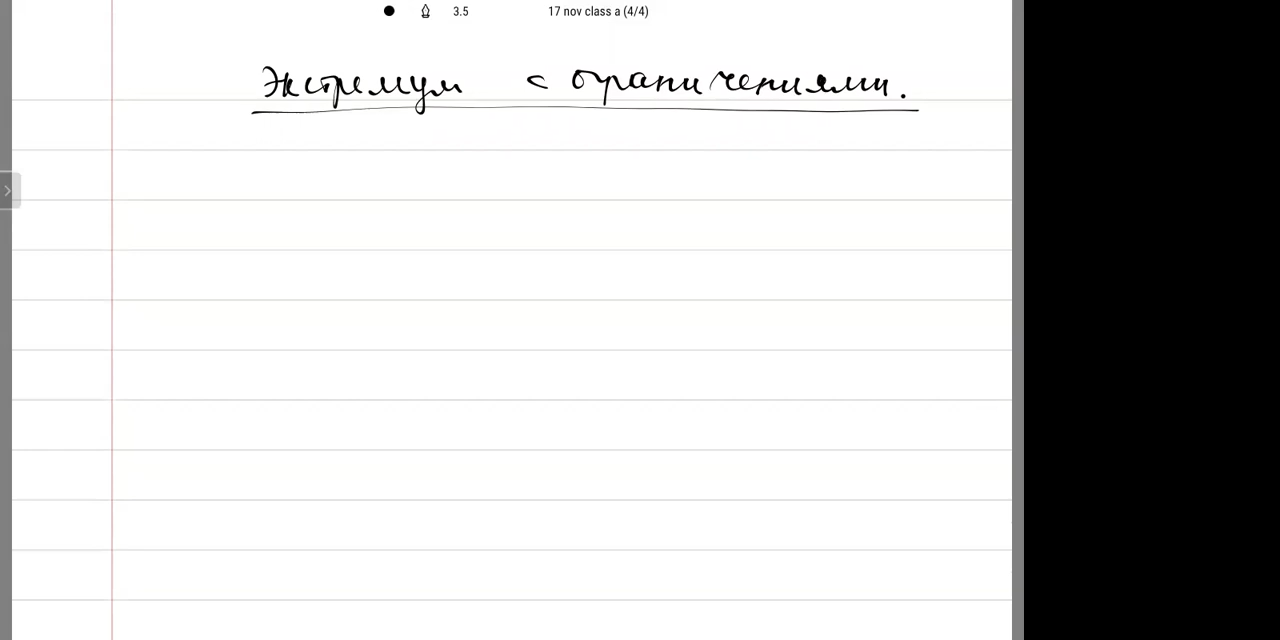 3.5 17 nov class a (4/4)
Экстремум с ограничениями.